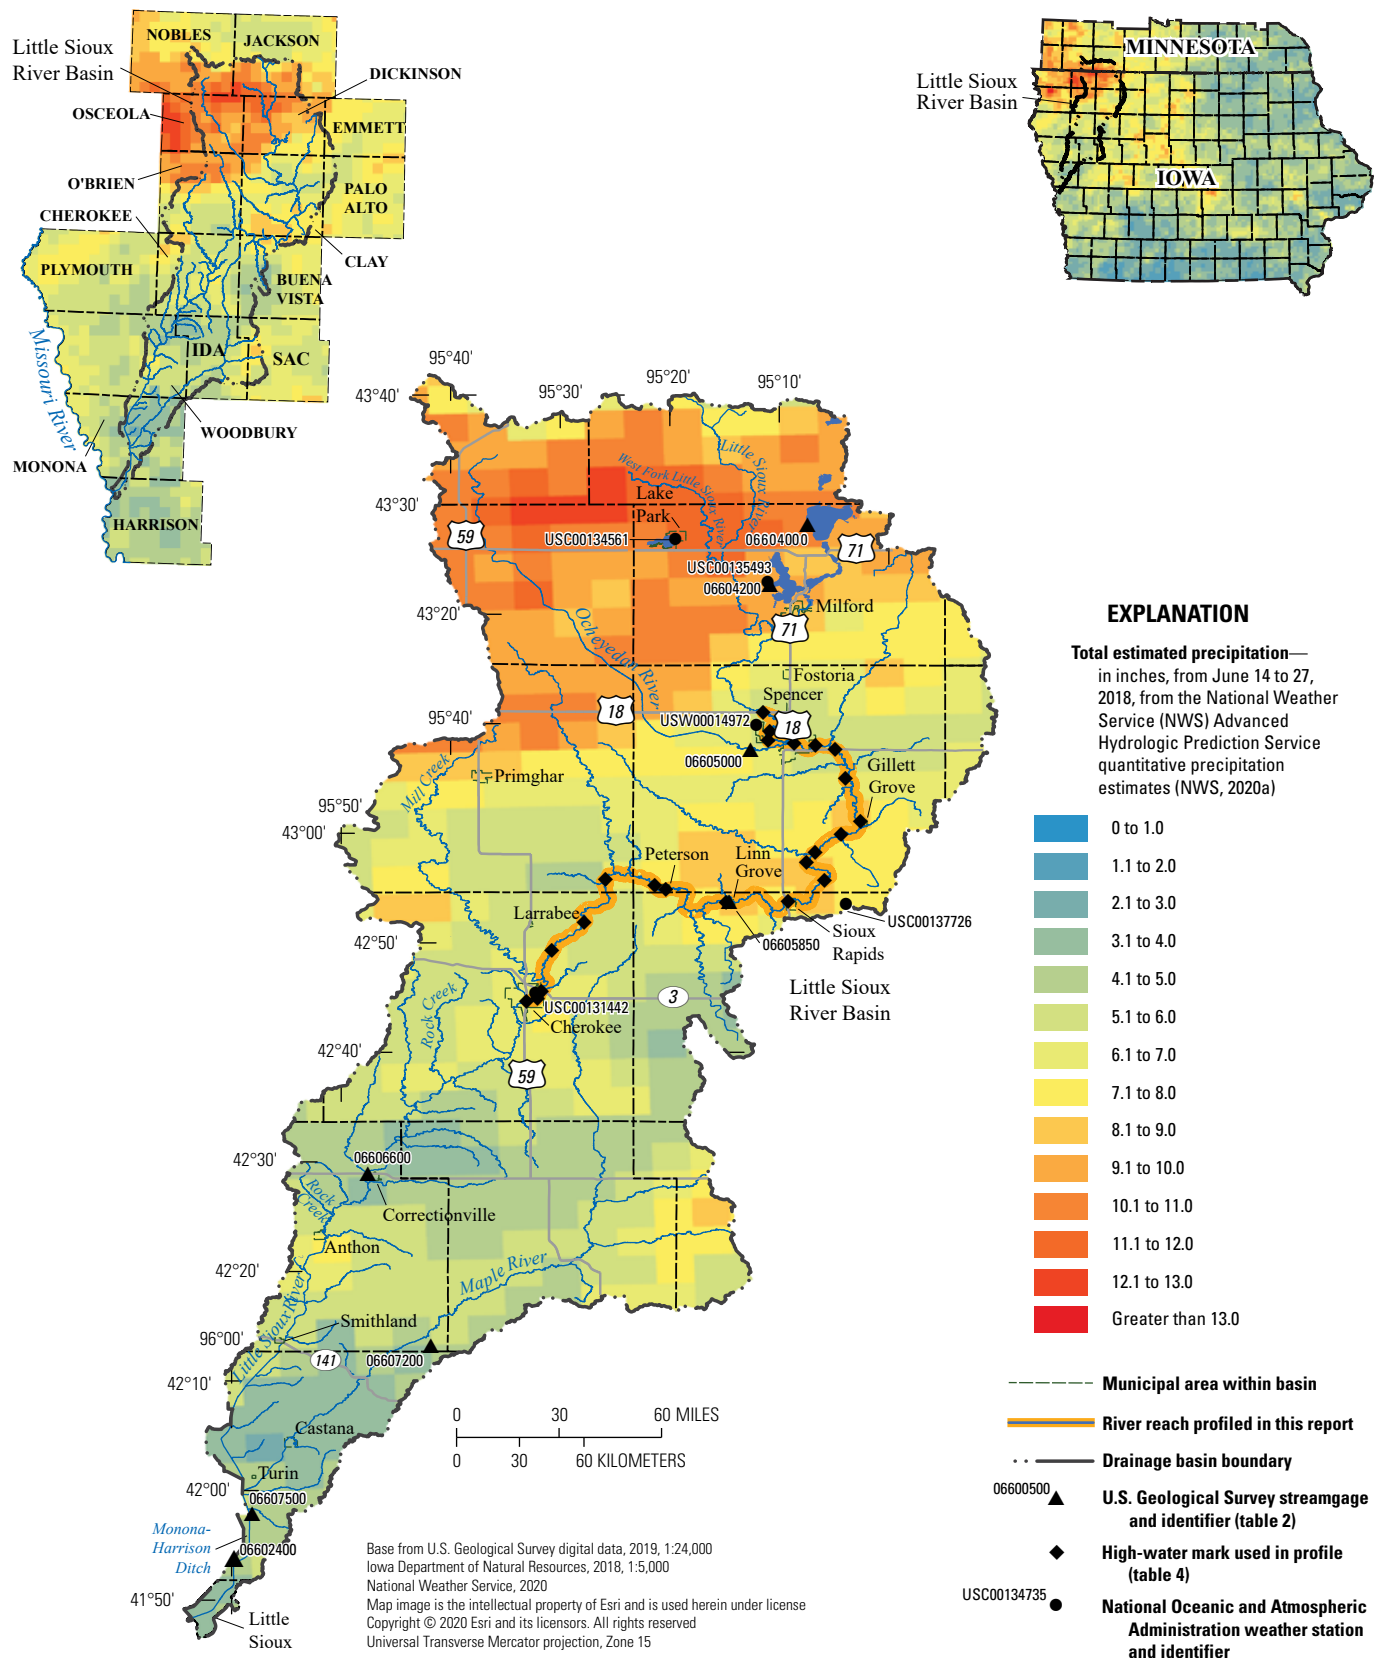 NOBLES
JACKSON
Little Sioux
River Basin
DICKINSON
OSCEOLA
EMMETT
O'BRIEN
PALO
ALTO
CHEROKEE
CLAY
PLYMOUTH
BUENA
VISTA
Missouri River
IDA
SAC
WOODBURY
MONONA
HARRISON
MINNESOTA
Little Sioux
River Basin
IOWA
95°40'
95°30'
95°20'
95°10'
43°40'
43°30'
43°20'
95°40'
95°50'
43°00'
42°50'
42°40'
42°30'
42°20'
96°00'
42°10'
42°00'
41°50'
Little Sioux River
West Fork Little Sioux River
Lake
Park
59
USC00134561
06604000
71
USC00135493
06604200
Milford
71
Ocheyedan River
Fostoria
Spencer
18
USW00014972
18
06605000
Gillett
Grove
Mill Creek
Primghar
Peterson
Linn
Grove
Larrabee
USC00137726
Sioux
Rapids
06605850
Little Sioux
River Basin
Rock Creek
USC00131442
Cherokee
3
59
06606600
Rock
Creek
Correctionville
Anthon
Maple River
Little Sioux River
Smithland
141
06607200
Castana
Turin
06607500
Monona-
Harrison
Ditch
06602400
Little
Sioux
0 30 60 MILES
0 30 60 KILOMETERS
Base from U.S. Geological Survey digital data, 2019, 1:24,000
Iowa Department of Natural Resources, 2018, 1:5,000
National Weather Service, 2020
Map image is the intellectual property of Esri and is used herein under license
Copyright © 2020 Esri and its licensors. All rights reserved
Universal Transverse Mercator projection, Zone 15
EXPLANATION
Total estimated precipitation—
in inches, from June 14 to 27,
2018, from the National Weather
Service (NWS) Advanced
Hydrologic Prediction Service
quantitative precipitation
estimates (NWS, 2020a)
0 to 1.0
1.1 to 2.0
2.1 to 3.0
3.1 to 4.0
4.1 to 5.0
5.1 to 6.0
6.1 to 7.0
7.1 to 8.0
8.1 to 9.0
9.1 to 10.0
10.1 to 11.0
11.1 to 12.0
12.1 to 13.0
Greater than 13.0
Municipal area within basin
River reach profiled in this report
Drainage basin boundary
06600500
U.S. Geological Survey streamgage
and identifier (table 2)
High-water mark used in profile
(table 4)
USC00134735
National Oceanic and Atmospheric
Administration weather station
and identifier